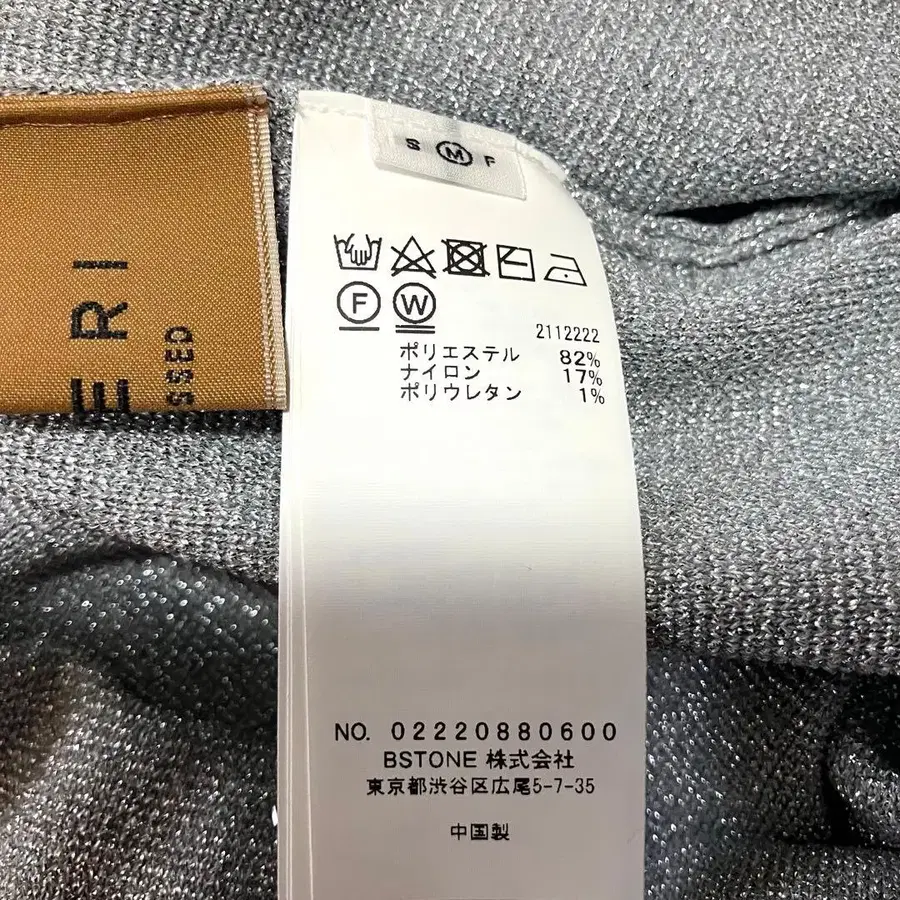 S M F
ERI
SSED
F W
2112222
ポリエステル 82%
ナイロン 17%
ポリウレタン 1%
NO. 02220880600
BSTONE 株式会社
東京都渋谷区広尾5-7-35
中国製